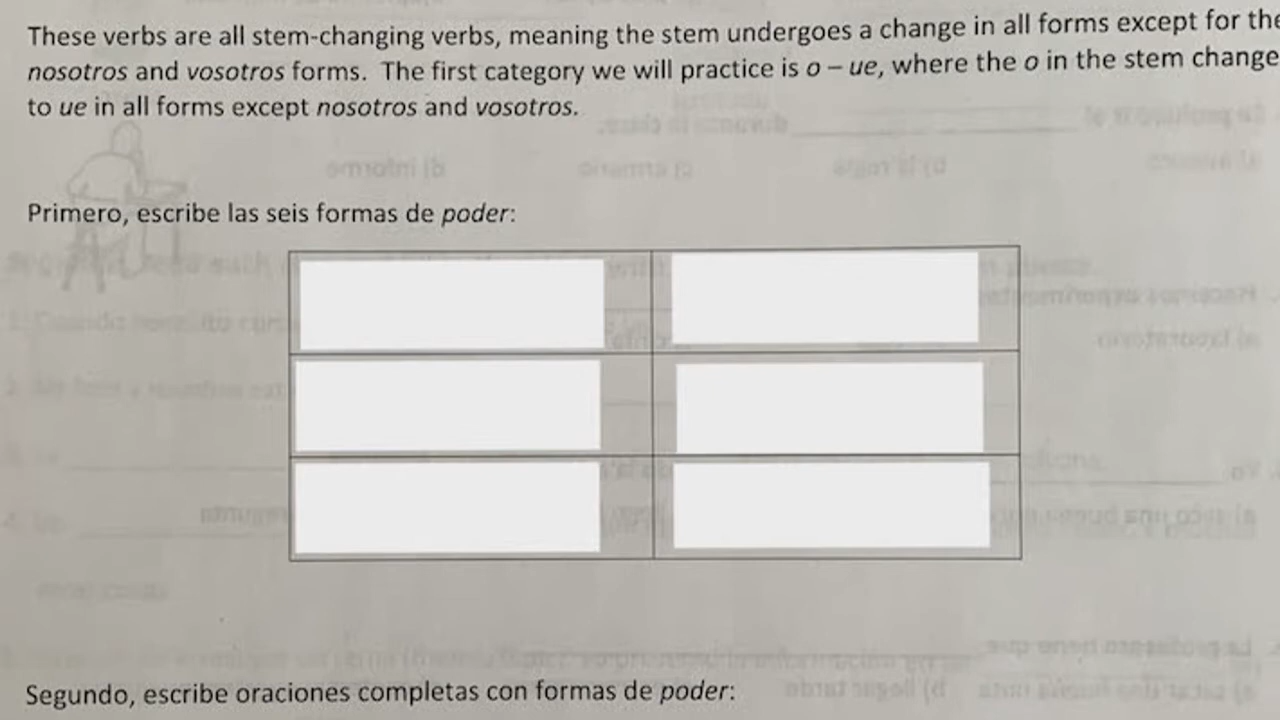 These verbs are all stem-changing verbs, meaning the stem undergoes a change in all forms except for the
nosotros and vosotros forms. The first category we will practice is o – ue, where the o in the stem change
to ue in all forms except nosotros and vosotros.
Primero, escribe las seis formas de poder:
Segundo, escribe oraciones completas con formas de poder: